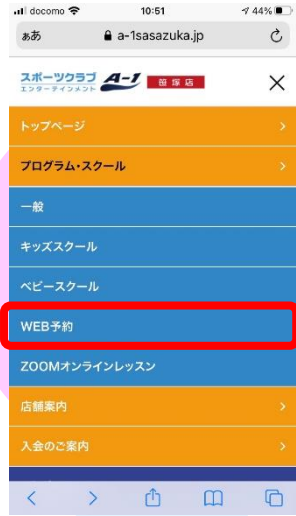 docomo 10:51 44%
ぁあ a-1sasazuka.jp
スポーツクラブ A-1 笹塚店
エンターテインメント
トップページ
プログラム・スクール
一般
キッズスクール
ベビースクール
WEB予約
ZOOMオンラインレッスン
店舗案内
入会のご案内